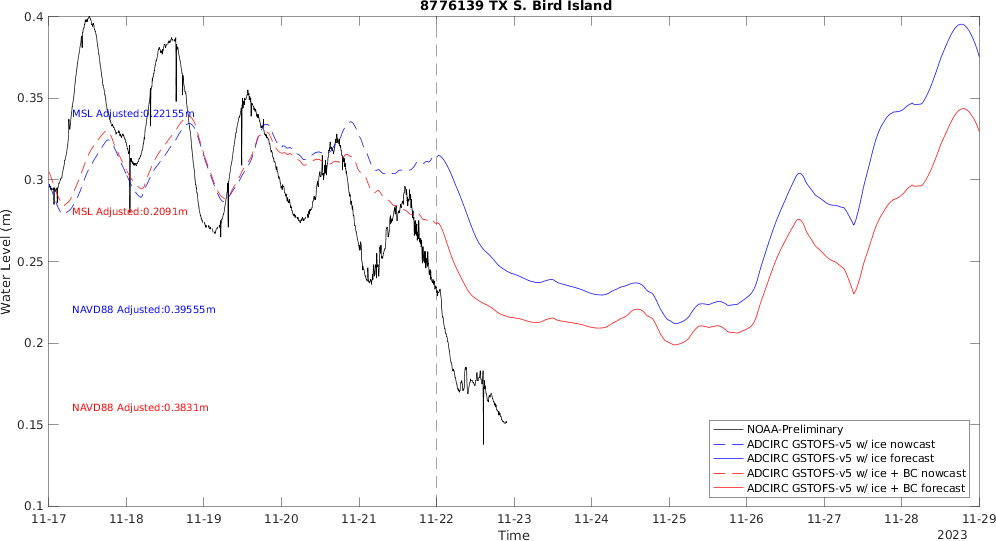 8776139 TX S. Bird Island
0.4
0.35
0.3
0.25
0.2
0.15
0.1
Water Level (m)
MSL Adjusted:0.22155m
MSL Adjusted:0.2091m
NAVD88 Adjusted:0.39555m
NAVD88 Adjusted:0.3831m
NOAA-Preliminary
ADCIRC GSTOFS-v5 w/ ice nowcast
ADCIRC GSTOFS-v5 w/ ice forecast
ADCIRC GSTOFS-v5 w/ ice + BC nowcast
ADCIRC GSTOFS-v5 w/ ice + BC forecast
11-17 11-18 11-19 11-20 11-21 11-22 11-23 11-24 11-25 11-26 11-27 11-28 11-29
Time
2023